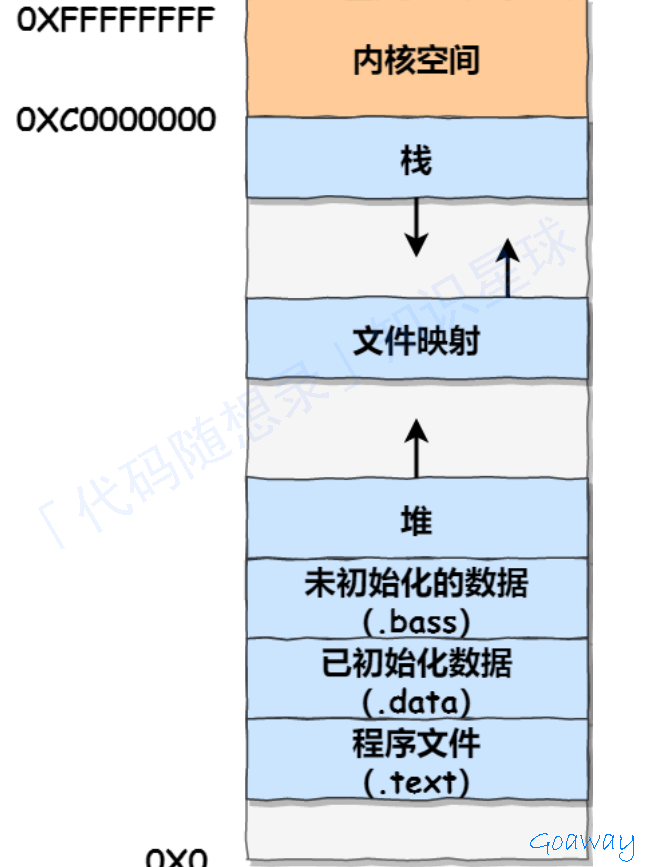 0XFFFFFFFF
内核空间
0XC0000000
栈
文件映射
堆
未初始化的数据
(.bass)
已初始化数据
(.data)
程序文件
(.text)
0X0
「代码随想录」知识星球
Goaway